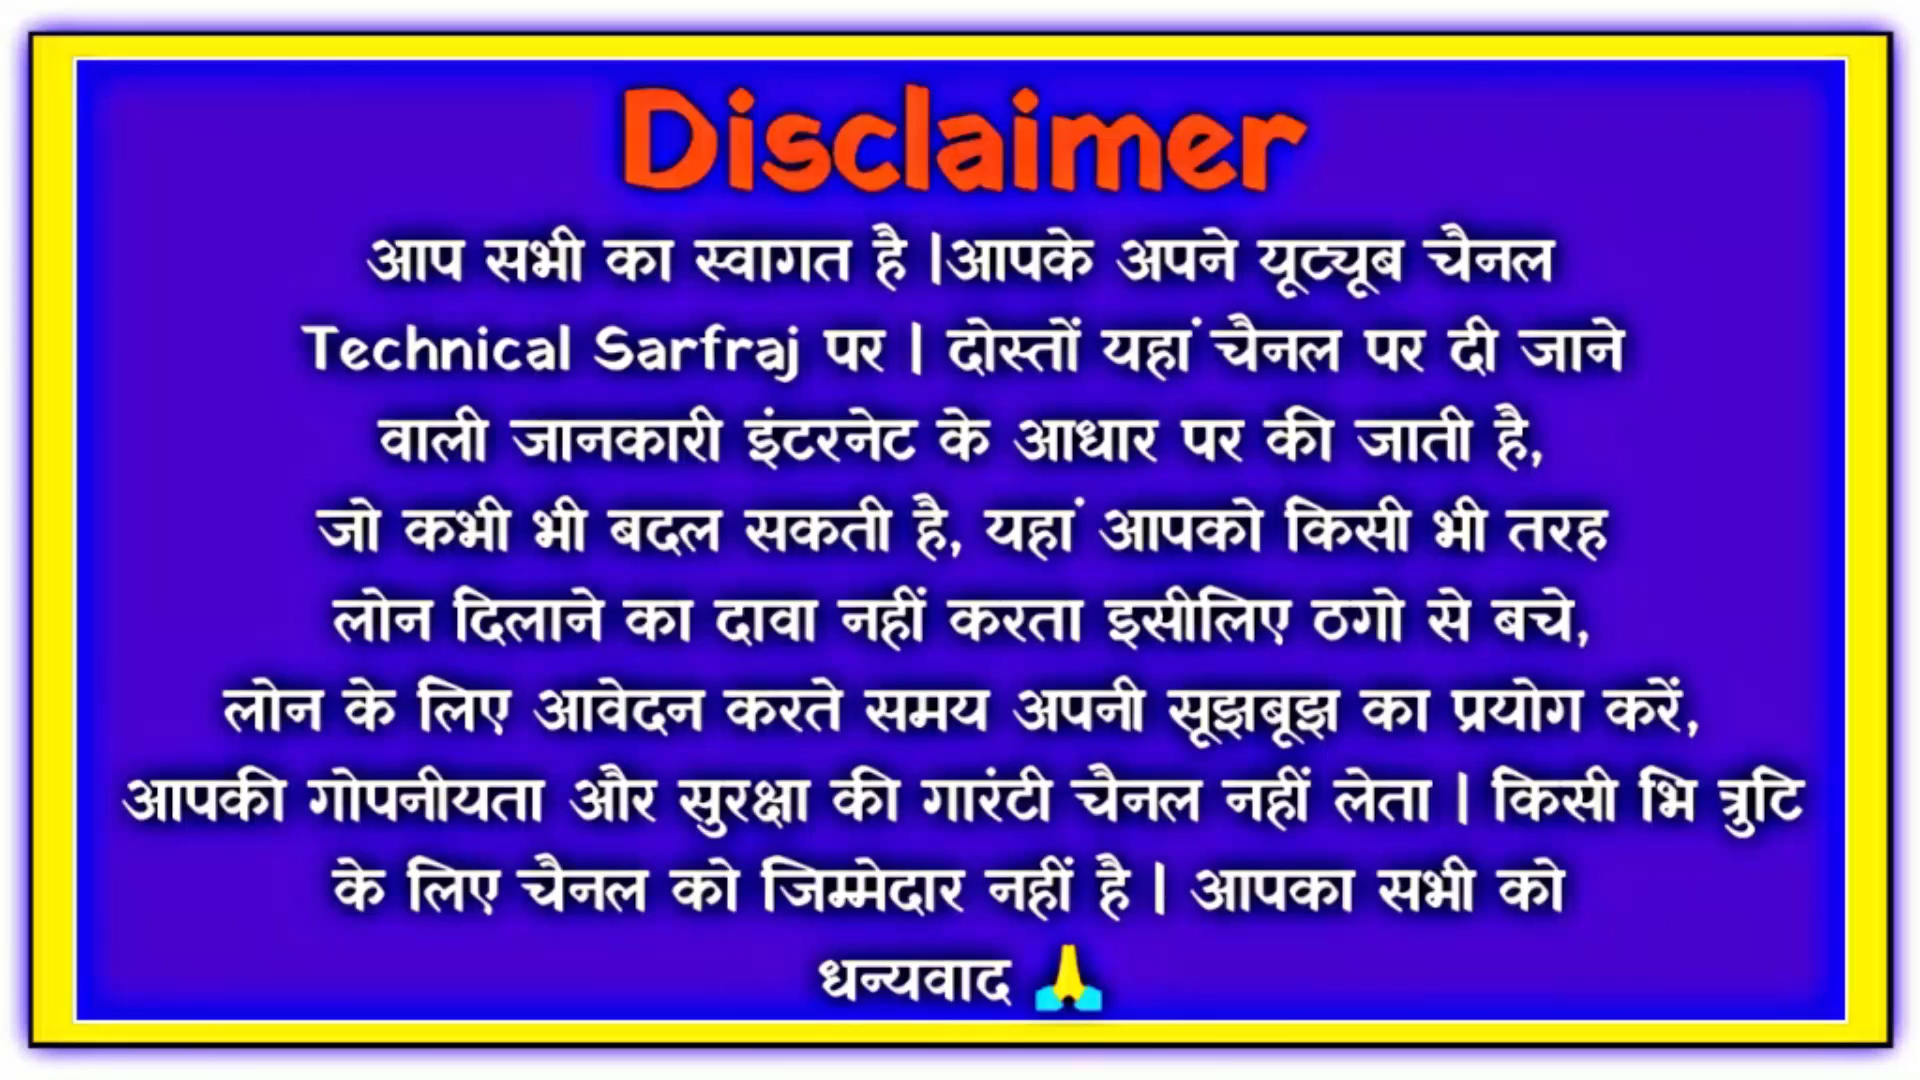 Disclaimer
आप सभी का स्वागत है |आपके अपने यूट्यूब चैनल
Technical Sarfraj पर | दोस्तों यहां चैनल पर दी जाने
वाली जानकारी इंटरनेट के आधार पर की जाती है,
जो कभी भी बदल सकती है, यहां आपको किसी भी तरह
लोन दिलाने का दावा नहीं करता इसीलिए ठगो से बचे,
लोन के लिए आवेदन करते समय अपनी सूझबूझ का प्रयोग करें,
आपकी गोपनीयता और सुरक्षा की गारंटी चैनल नहीं लेता | किसी भि त्रुटि
के लिए चैनल को जिम्मेदार नहीं है | आपका सभी को
धन्यवाद 🙏